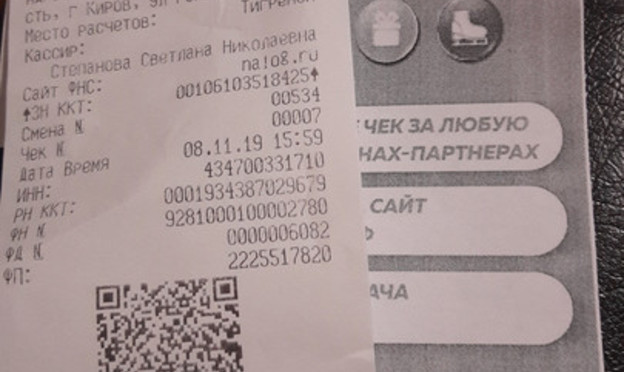 сть, г Киров, ул
Место расчетов:
Кассир:
Степанова Светлана Николаевна
Сайт ФНС: nalog.ru
↑ЗН ККТ: 00106103518425↑
Смена N 00534
Чек N 00007
Дата Время 08.11.19 15:59
ИНН: 434700331710
РН ККТ: 0001934387029679
ФН N 9281000100002780
ФД N 0000006082
ФП: 2225517820
ЧЕК ЗА ЛЮБУЮ
НАХ-ПАРТНЕРАХ
САЙТ
АЧА